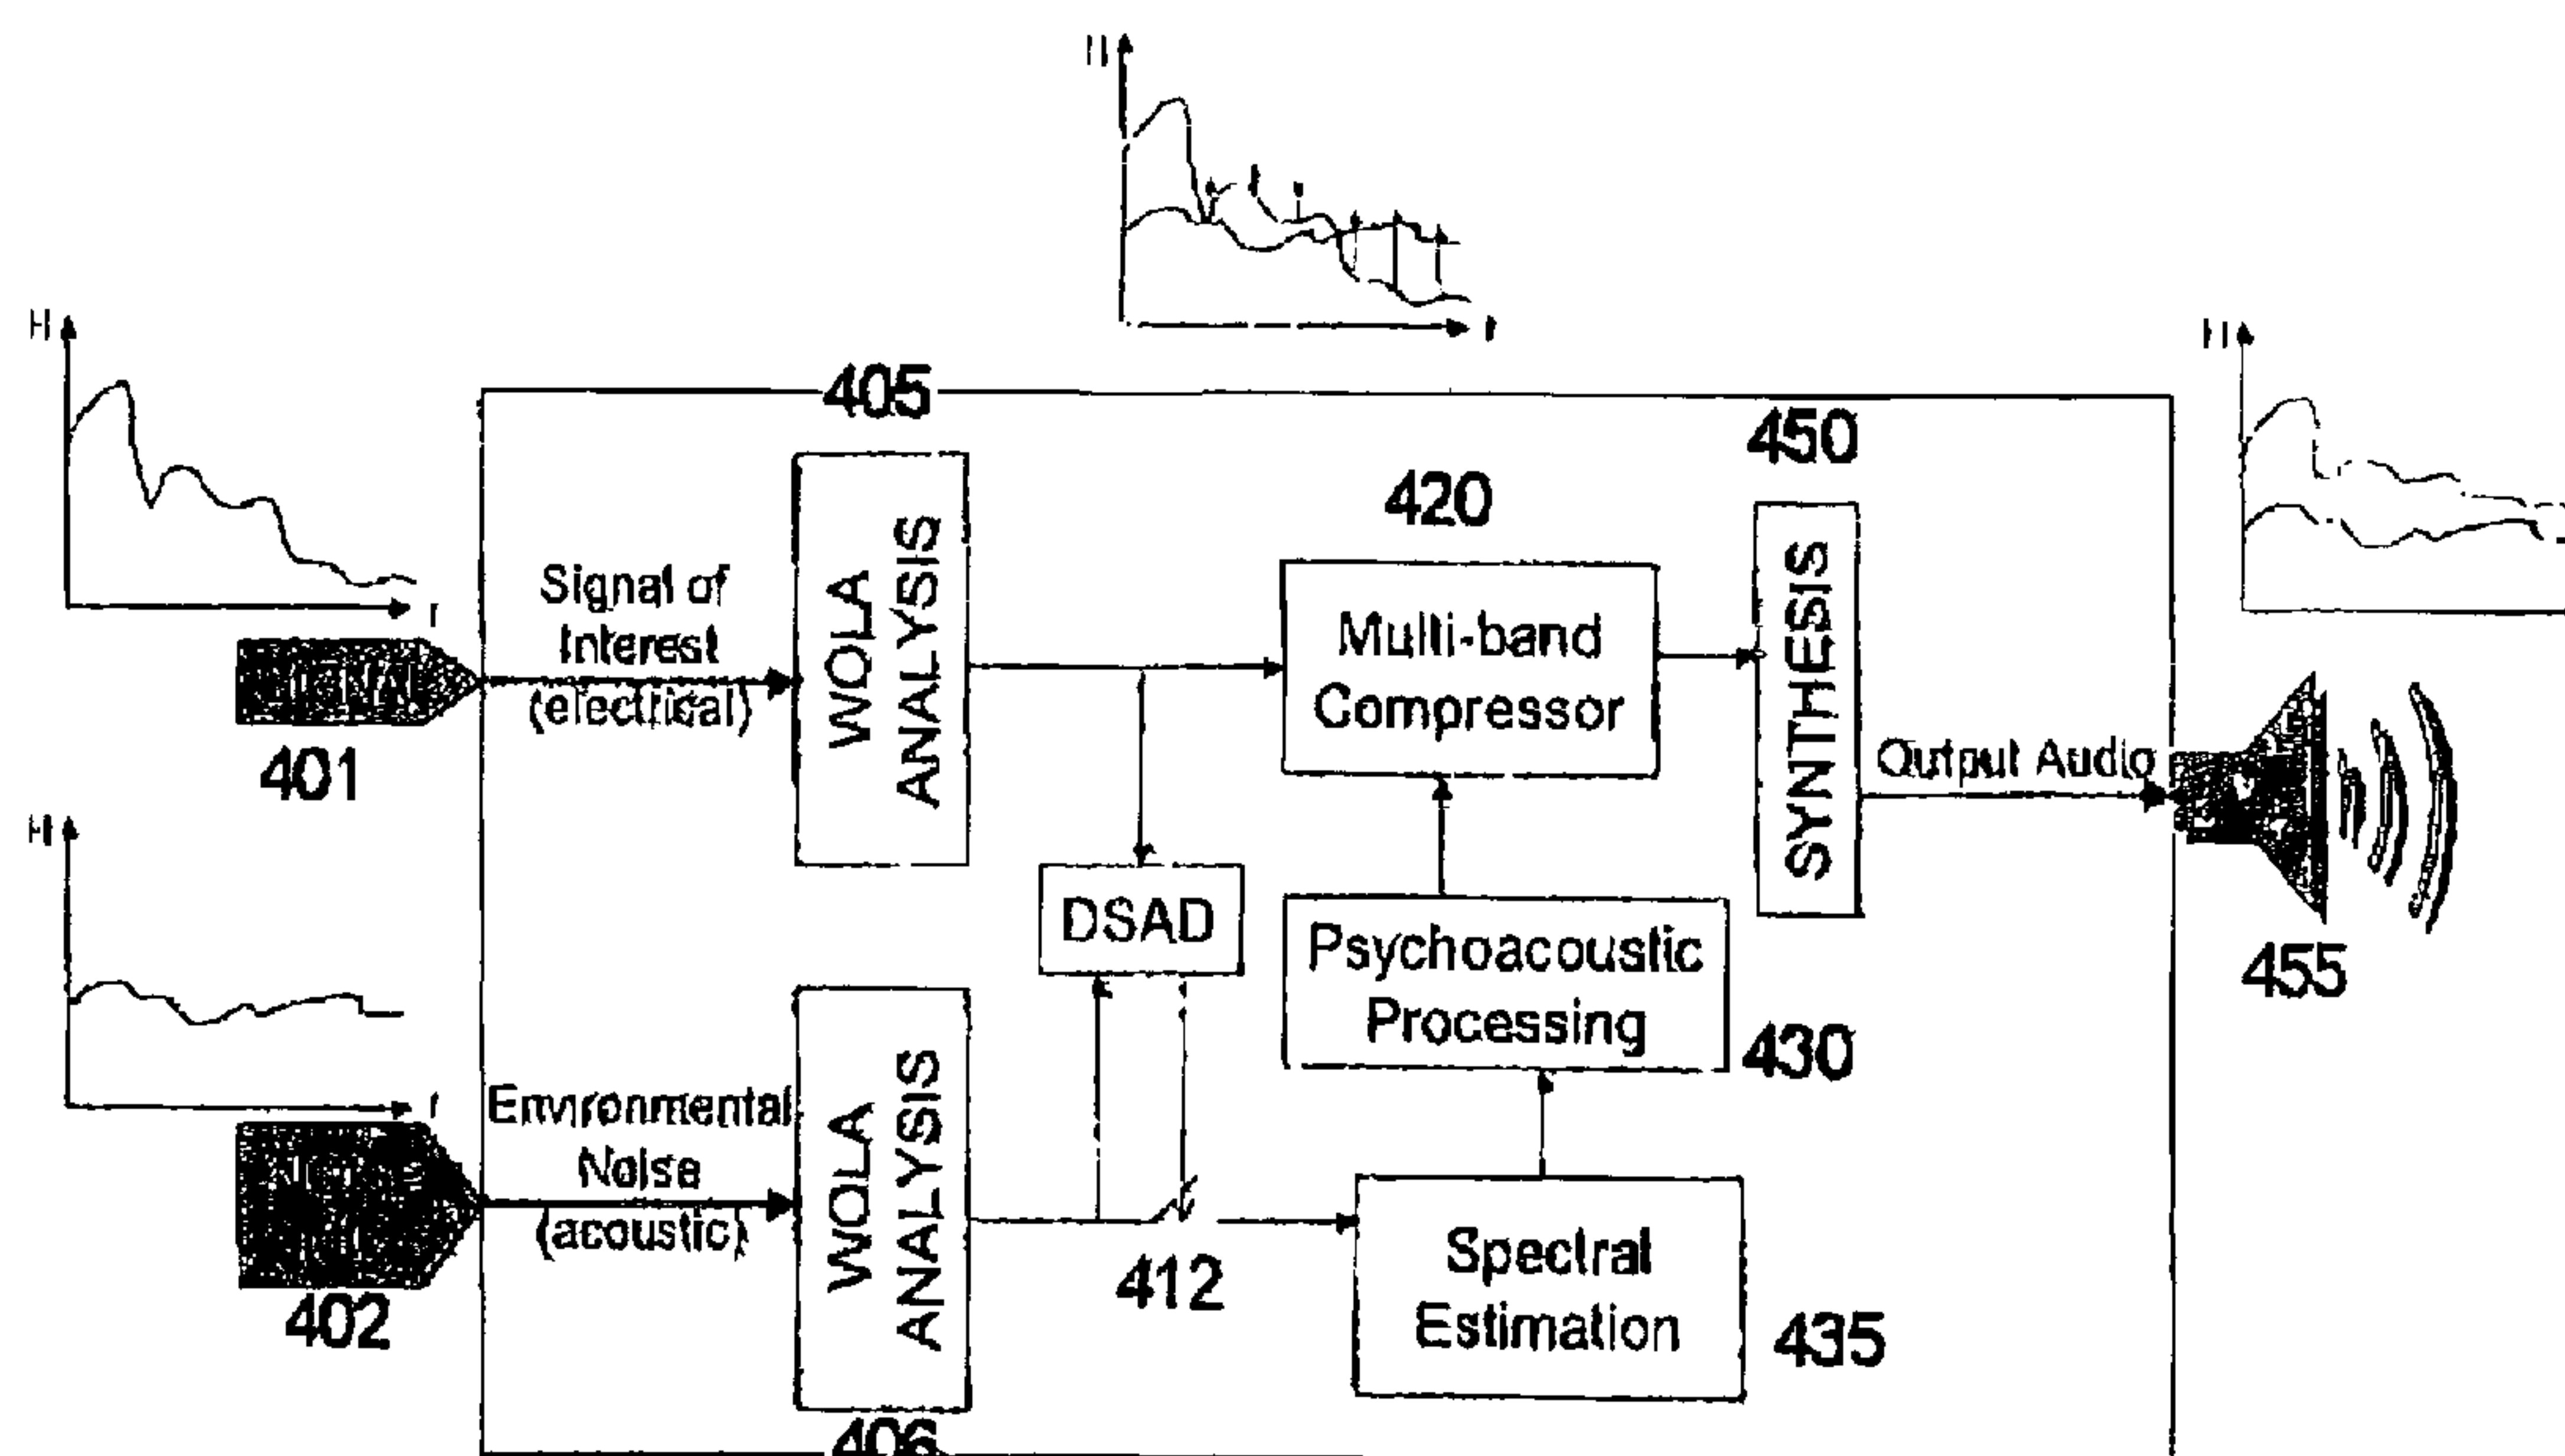 H
H
H
405
450
420
Signal of
Interest
(electrical)
WOLA
ANALYSIS
Multi-band
Compressor
SYNTHESIS
Output Audio
401
H
DSAD
Psychoacoustic
Processing
430
455
Environmental
Noise
(acoustic)
WOLA
ANALYSIS
412
Spectral
Estimation
435
402
406